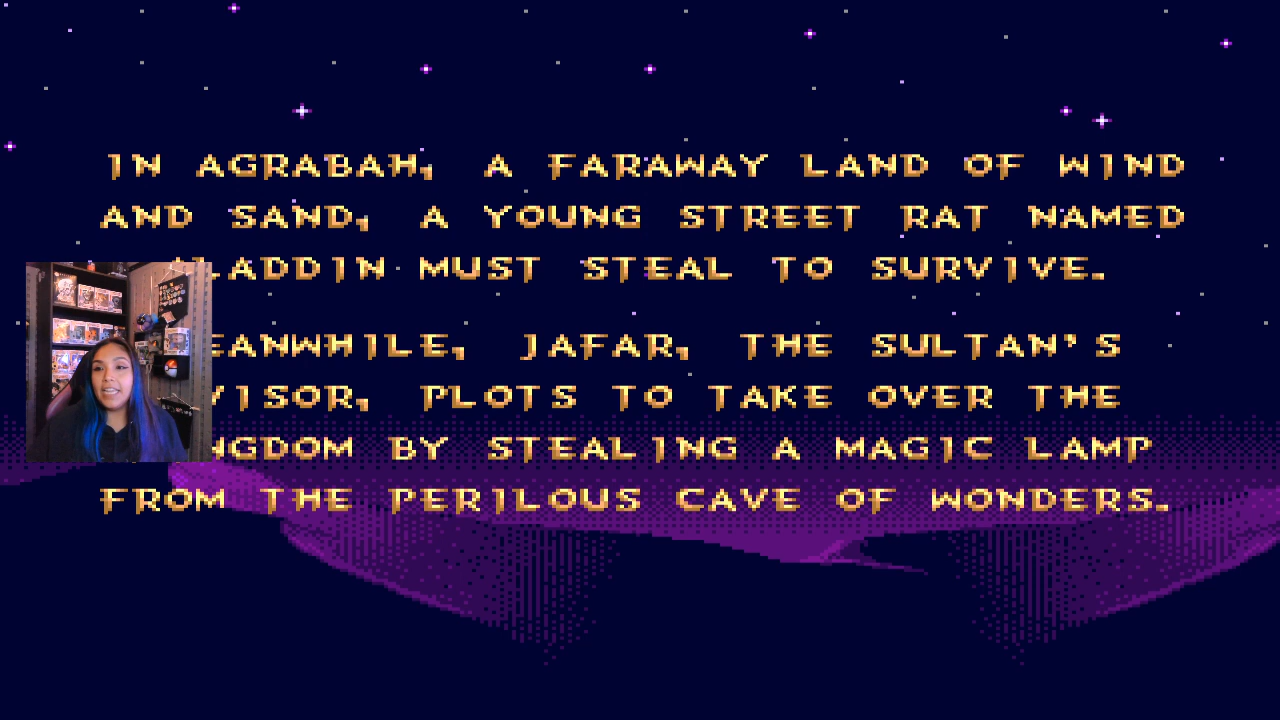 IN AGRABAH, A FARAWAY LAND OF WIND
AND SAND, A YOUNG STREET RAT NAMED
ALADDIN MUST STEAL TO SURVIVE.
JAFAR, THE SULTAN'S
PLOTS TO TAKE OVER THE
BY STEALING A MAGIC LAMP
FROM THE PERILOUS CAVE OF WONDERS.